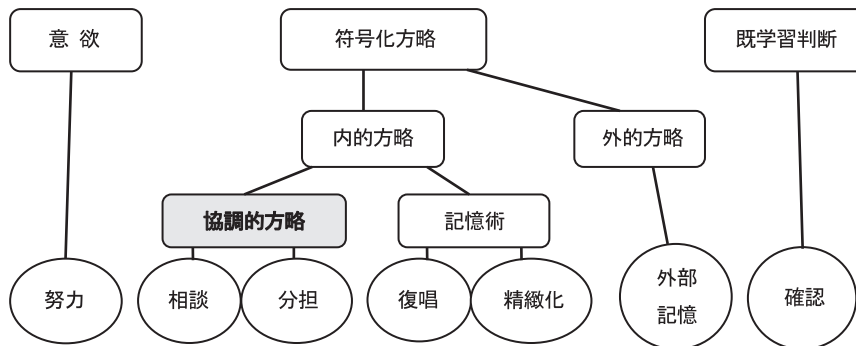 意欲
符号化方略
既学習判断
内的方略
外的方略
協調的方略
記憶術
努力
相談
分担
復唱
精緻化
外部
記憶
確認